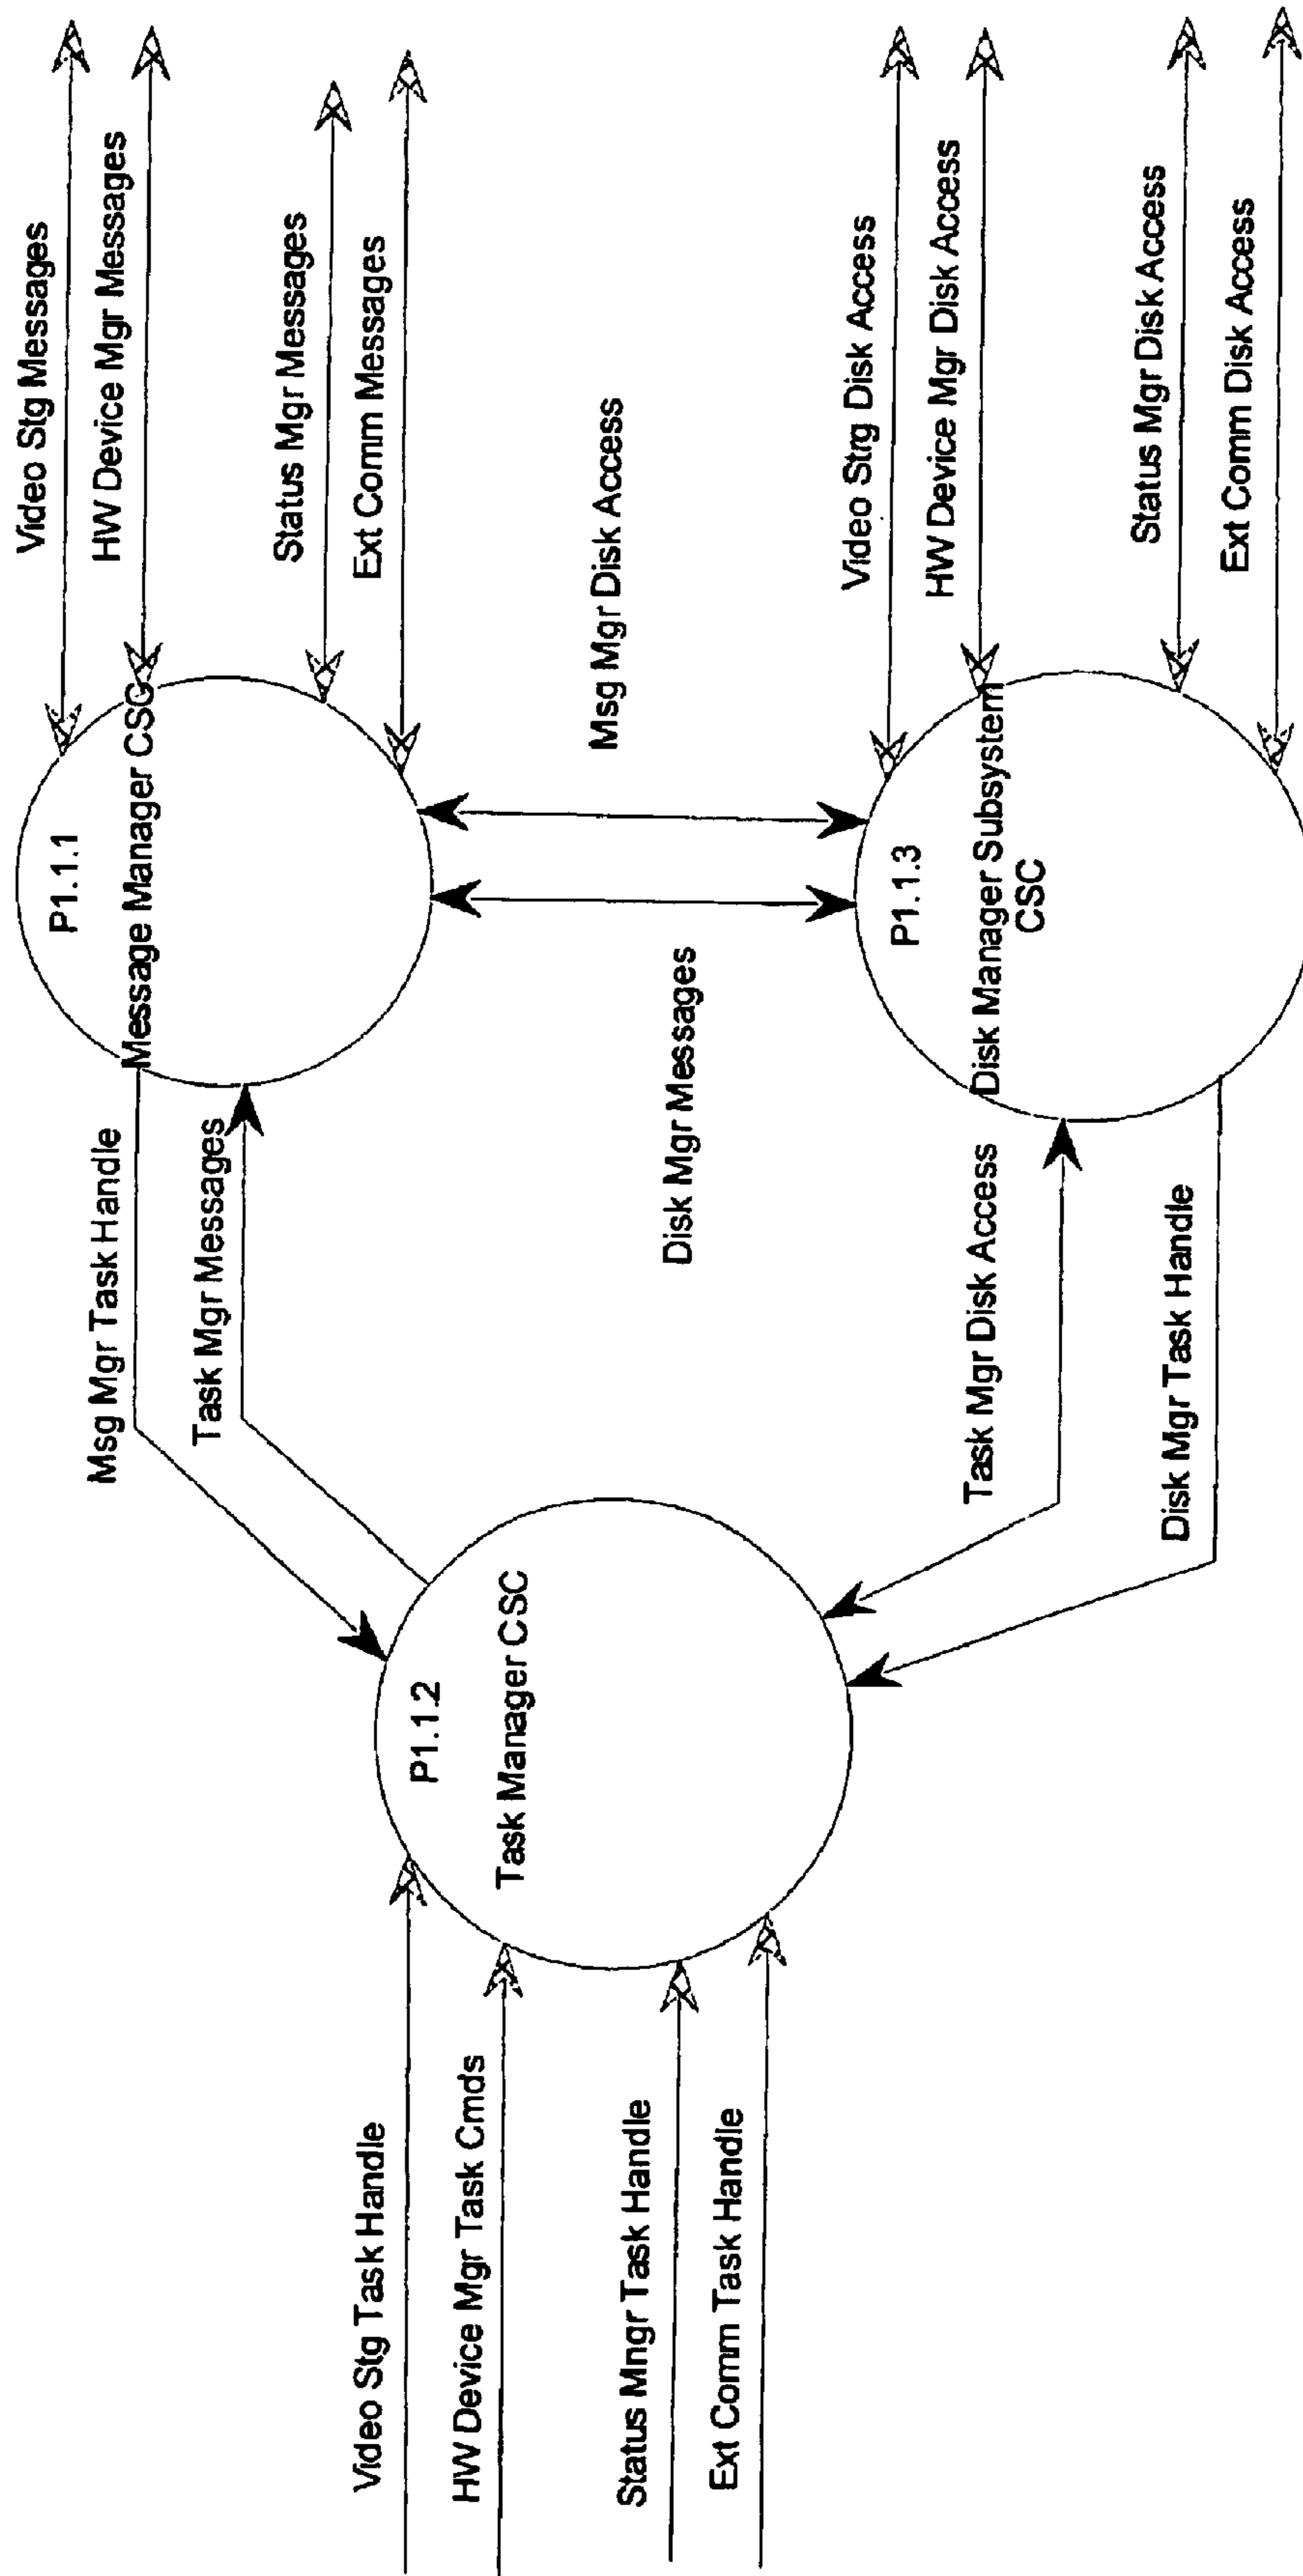 Video Stg Messages
HW Device Mgr Messages
Status Mgr Messages
Ext Comm Messages
P1.1.1
Message Manager CSC
Msg Mgr Task Handle
Task Mgr Messages
Msg Mgr Disk Access
Disk Mgr Messages
Video Strg Disk Access
HW Device Mgr Disk Access
Status Mgr Disk Access
Ext Comm Disk Access
P1.1.3
Disk Manager Subsystem
CSC
Task Mgr Disk Access
Disk Mgr Task Handle
P1.1.2
Task Manager CSC
Video Stg Task Handle
HW Device Mgr Task Cmds
Status Mngr Task Handle
Ext Comm Task Handle